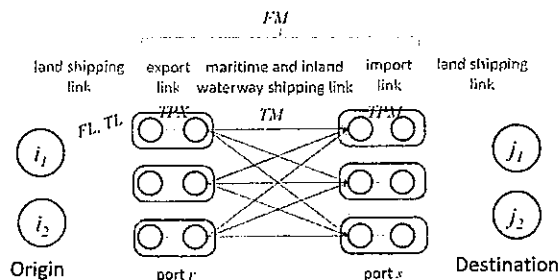 FM
land shipping link
export link
maritime and inland waterway shipping link
import link
land shipping link
FL, TL
TPX
TM
TPM
i1
j1
i2
j2
Origin
port r
port s
Destination